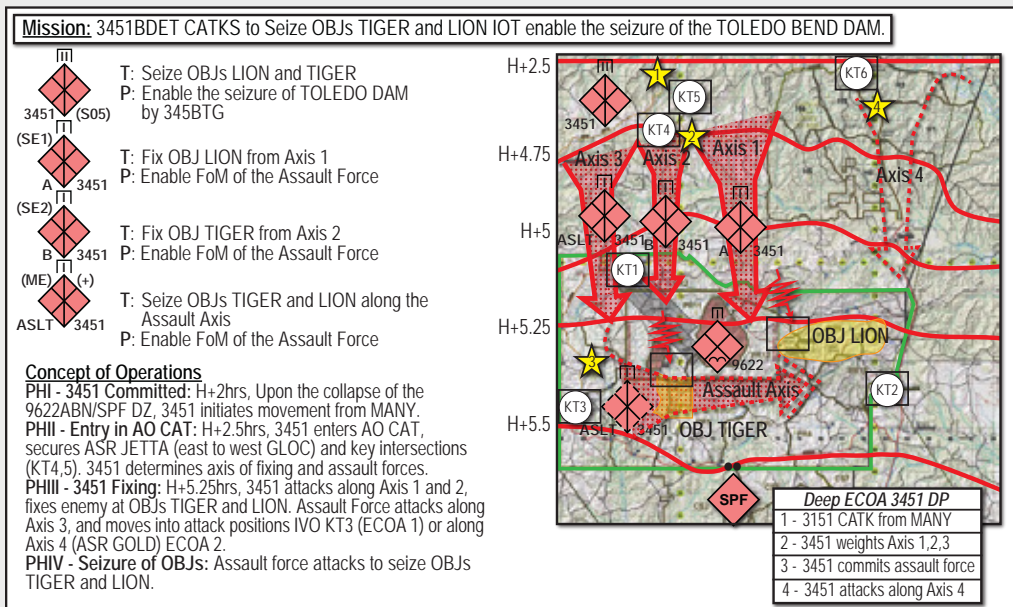 Mission: 3451BDET CATKS to Seize OBJs TIGER and LION IOT enable the seizure of the TOLEDO BEND DAM.
III
3451 (S05)
T: Seize OBJs LION and TIGER
P: Enable the seizure of TOLEDO DAM
by 345BTG
(SE1)
A 3451
T: Fix OBJ LION from Axis 1
P: Enable FoM of the Assault Force
(SE2)
B 3451
T: Fix OBJ TIGER from Axis 2
P: Enable FoM of the Assault Force
(ME) (+)
ASLT 3451
T: Seize OBJs TIGER and LION along the
Assault Axis
P: Enable FoM of the Assault Force
Concept of Operations
PHI - 3451 Committed: H+2hrs, Upon the collapse of the
9622ABN/SPF DZ, 3451 initiates movement from MANY.
PHII - Entry in AO CAT: H+2.5hrs, 3451 enters AO CAT,
secures ASR JETTA (east to west GLOC) and key intersections
(KT4,5). 3451 determines axis of fixing and assault forces.
PHIII - 3451 Fixing: H+5.25hrs, 3451 attacks along Axis 1 and 2,
fixes enemy at OBJs TIGER and LION. Assault Force attacks along
Axis 3, and moves into attack positions IVO KT3 (ECOA 1) or along
Axis 4 (ASR GOLD) ECOA 2.
PHIV - Seizure of OBJs: Assault force attacks to seize OBJs
TIGER and LION.
H+2.5
H+4.75
H+5
H+5.25
H+5.5
1
KT5
KT6
4
3451
KT4
2
Axis 3
Axis 2
Axis 1
Axis 4
ASLT 3451
B 3451
A 3451
KT1
OBJ LION
9622
3
Assault Axis
KT2
KT3
ASLT 3451
OBJ TIGER
SPF
Deep ECOA 3451 DP
1 - 3151 CATK from MANY
2 - 3451 weights Axis 1,2,3
3 - 3451 commits assault force
4 - 3451 attacks along Axis 4